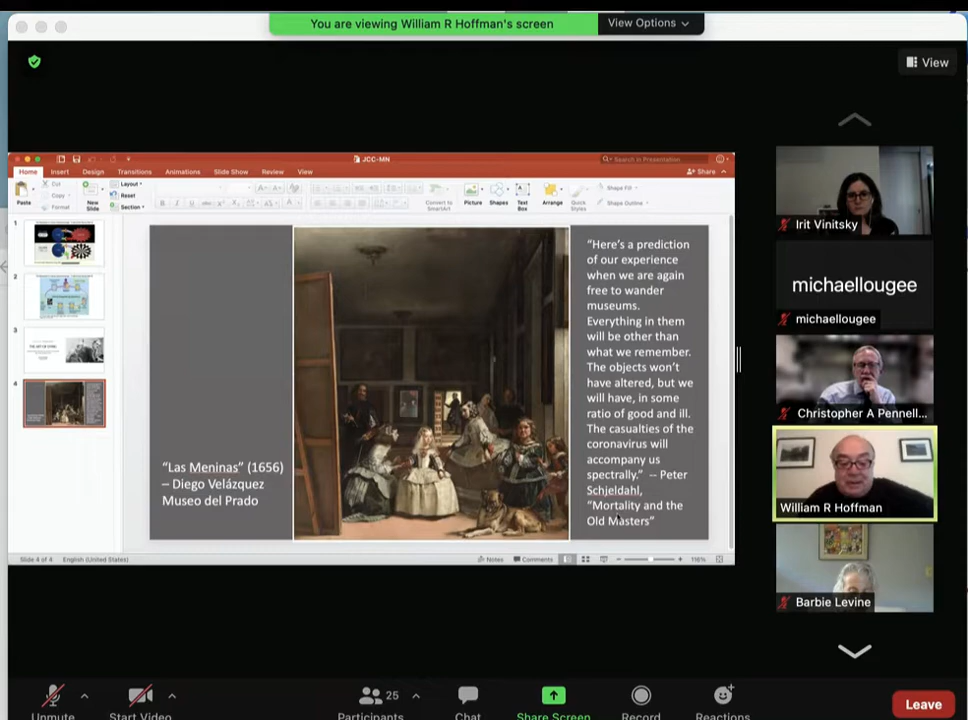 You are viewing William R Hoffman's screen
View Options
View
JCC-MN
Search in Presentation
Home
Insert
Design
Transitions
Animations
Slide Show
Review
View
Share
Paste
Cut
Copy
Format
New Slide
Layout
Reset
Section
Convert to SmartArt
Picture
Shapes
Text Box
Arrange
Quick Styles
Shape Fill
Shape Outline
1
2
3
4
"Las Meninas" (1656)
– Diego Velázquez
Museo del Prado
"Here's a prediction
of our experience
when we are again
free to wander
museums.
Everything in them
will be other than
what we remember.
The objects won't
have altered, but we
will have, in some
ratio of good and ill.
The casualties of the
coronavirus will
accompany us
spectrally." -- Peter
Schjeldahl,
"Mortality and the
Old Masters"
Slide 4 of 4
English (United States)
Notes
Comments
116%
Irit Vinitsky
michaellougee
michaellougee
Christopher A Pennell...
William R Hoffman
Barbie Levine
Unmute
Start Video
25
Participants
Chat
Share Screen
Record
Reactions
Leave